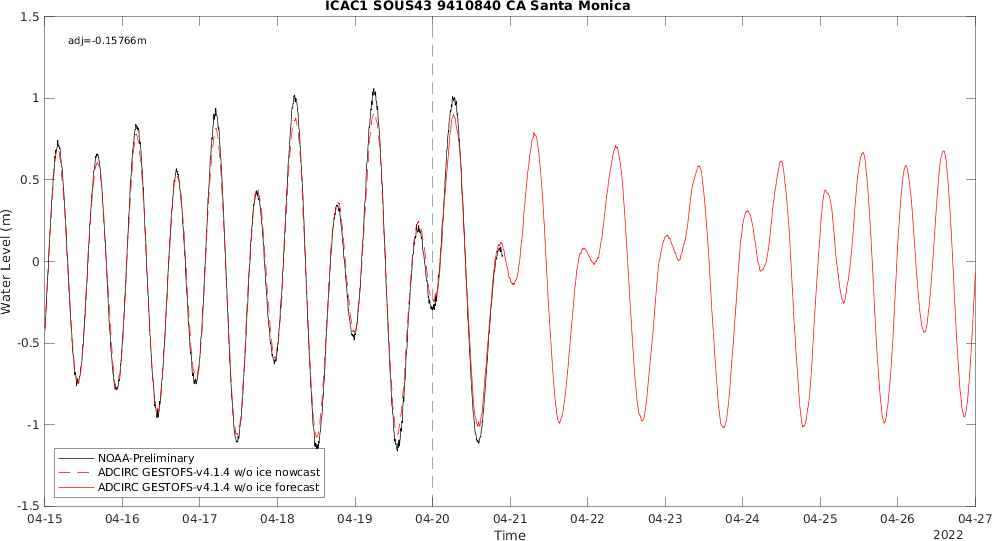 ICAC1 SOUS43 9410840 CA Santa Monica
adj=-0.15766m
1.5
1
0.5
0
-0.5
-1
-1.5
Water Level (m)
NOAA-Preliminary
ADCIRC GESTOFS-v4.1.4 w/o ice nowcast
ADCIRC GESTOFS-v4.1.4 w/o ice forecast
04-15 04-16 04-17 04-18 04-19 04-20 04-21 04-22 04-23 04-24 04-25 04-26 04-27
Time
2022